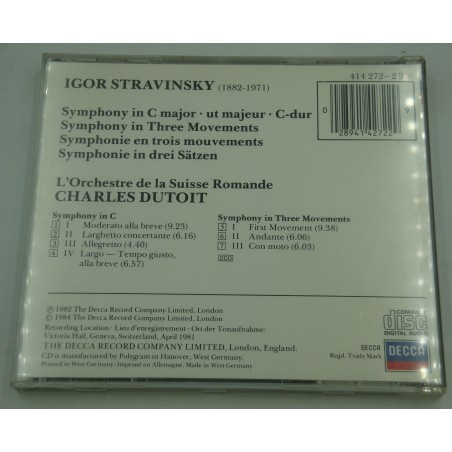 IGOR STRAVINSKY (1882-1971)
414 272-2
Symphony in C major · ut majeur · C-dur
Symphony in Three Movements
Symphonie en trois mouvements
Symphonie in drei Sätzen
0 28941 42722 9
L'Orchestre de la Suisse Romande
CHARLES DUTOIT
Symphony in C
1 I Moderato alla breve (9.23)
2 II Larghetto concertante (6.16)
3 III Allegretto (4.40)
4 IV Largo — Tempo giusto,
alla breve (6.57)
Symphony in Three Movements
5 I First Movement (9.38)
6 II Andante (6.06)
7 III Con moto (6.03)
DDD
℗ 1982 The Decca Record Company Limited, London
© 1984 The Decca Record Company Limited, London
Recording Location · Lieu d'enregistrement · Ort der Tonaufnahme:
Victoria Hall, Geneva, Switzerland, April 1981
THE DECCA RECORD COMPANY LIMITED, London, England.
CD is manufactured by Polygram in Hanover, West Germany.
Printed in West Germany / Imprimé en Allemagne. Made in West Germany
COMPACT
disc
DIGITAL AUDIO
DECCA
Regd. Trade Mark
DECCA